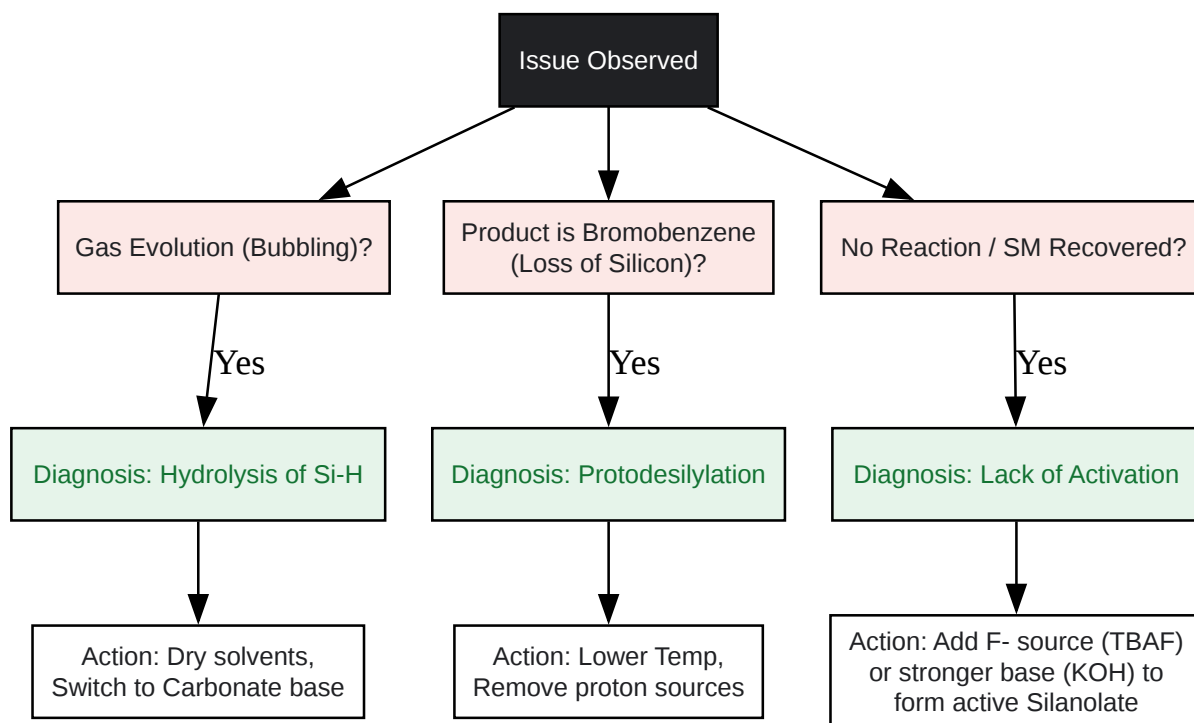 Issue Observed
Gas Evolution (Bubbling)?
Product is Bromobenzene
(Loss of Silicon)?
No Reaction / SM Recovered?
Yes
Yes
Yes
Diagnosis: Hydrolysis of Si-H
Diagnosis: Protodesilylation
Diagnosis: Lack of Activation
Action: Dry solvents,
Switch to Carbonate base
Action: Lower Temp,
Remove proton sources
Action: Add F- source (TBAF)
or stronger base (KOH) to
form active Silanolate